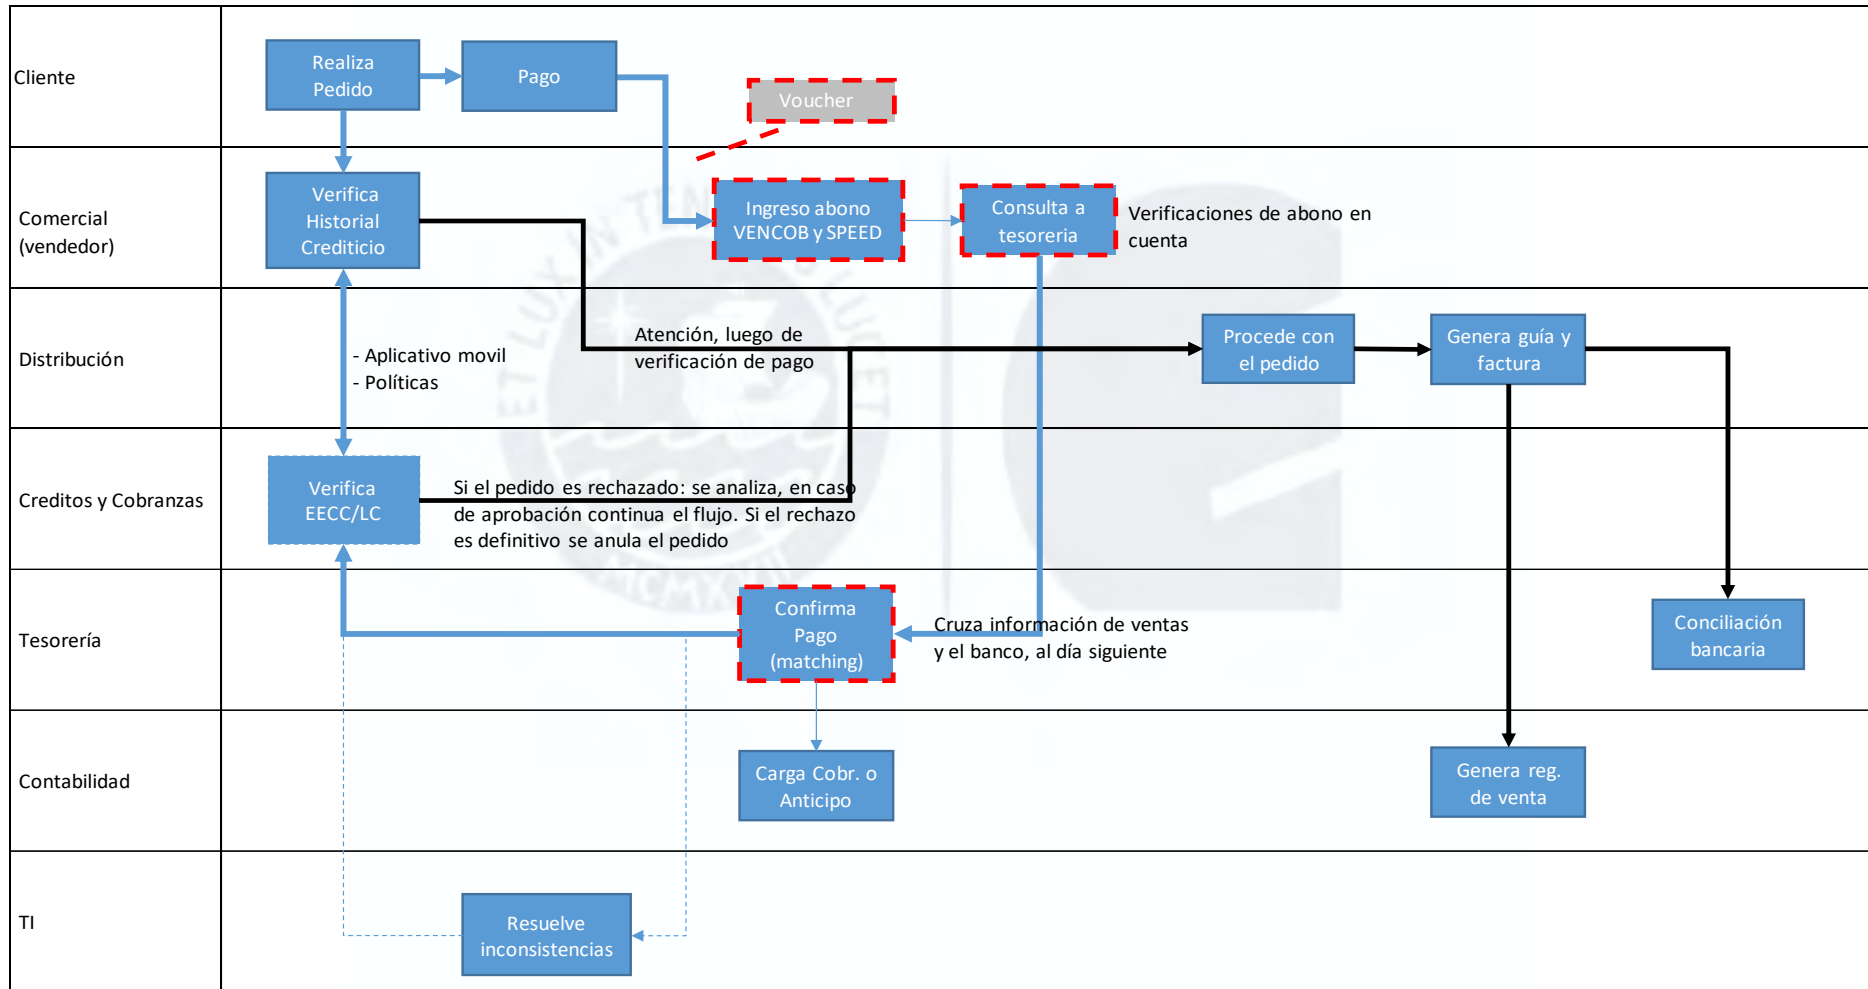 Cliente
Realiza
Pedido
Pago
Voucher
Comercial
(vendedor)
Verifica
Historial
Crediticio
Ingreso abono
VENCOB y SPEED
Consulta a
tesoreria
Verificaciones de abono en
cuenta
Distribución
- Aplicativo movil
- Políticas
Atención, luego de
verificación de pago
Procede con
el pedido
Genera guía y
factura
Creditos y Cobranzas
Verifica
EECC/LC
Si el pedido es rechazado: se analiza, en caso
de aprobación continua el flujo. Si el rechazo
es definitivo se anula el pedido
Tesorería
Confirma
Pago
(matching)
Cruza información de ventas
y el banco, al día siguiente
Conciliación
bancaria
Contabilidad
Carga Cobr. o
Anticipo
Genera reg.
de venta
TI
Resuelve
inconsistencias